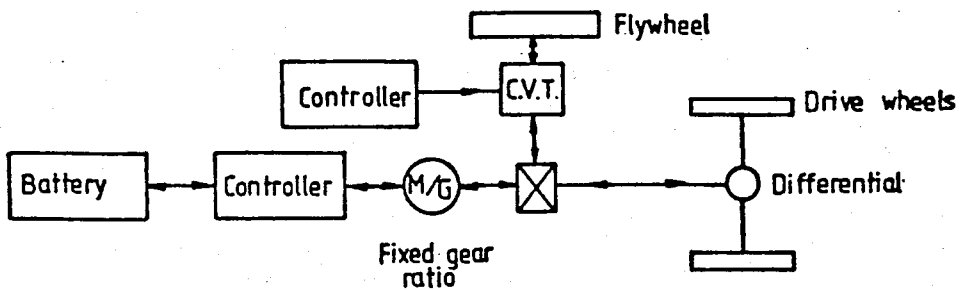 Flywheel
Controller
C.V.T.
Drive wheels
Battery
Controller
M/G
Differential
Fixed gear
ratio